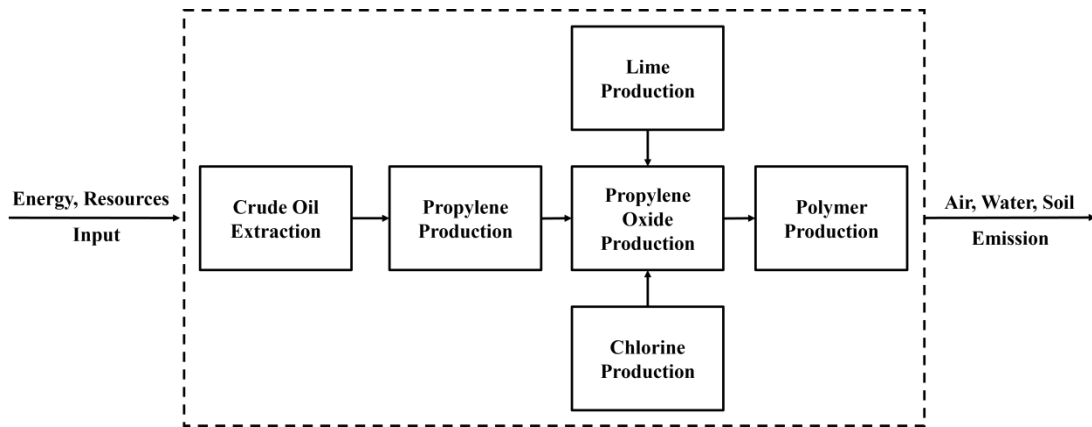 Lime
Production
Energy, Resources
Input
Crude Oil
Extraction
Propylene
Production
Propylene
Oxide
Production
Polymer
Production
Air, Water, Soil
Emission
Chlorine
Production